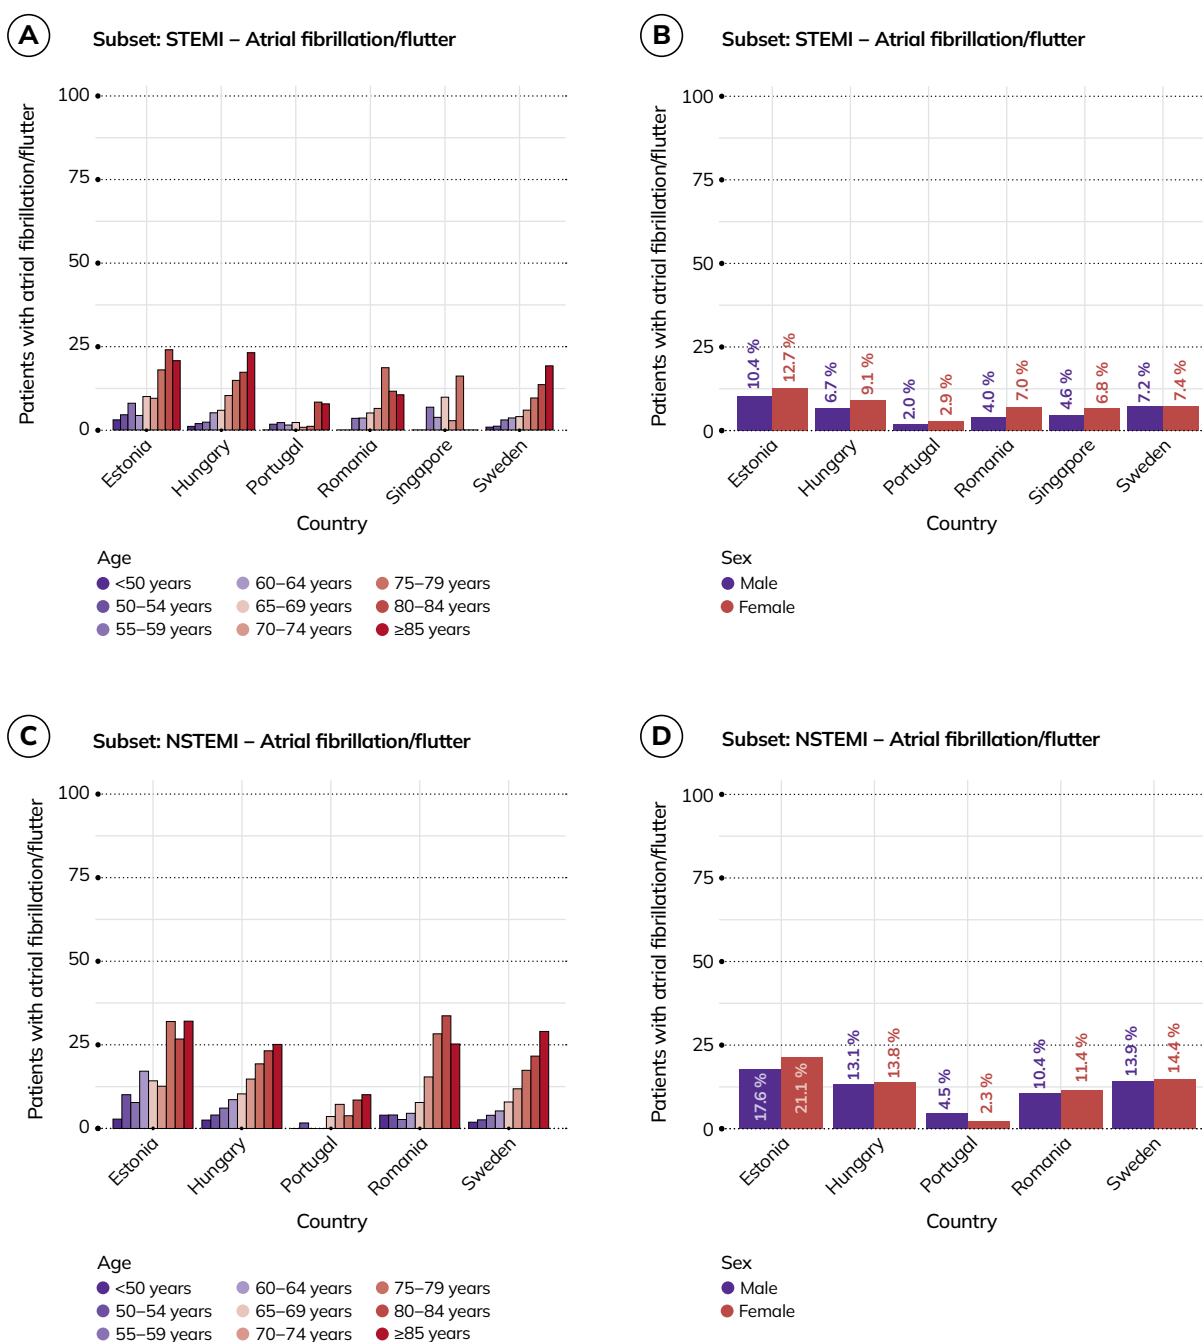 A
Subset: STEMI – Atrial fibrillation/flutter
Patients with atrial fibrillation/flutter
100
75
50
25
0
Estonia
Hungary
Portugal
Romania
Singapore
Sweden
Country
Age
<50 years
60–64 years
75–79 years
50–54 years
65–69 years
80–84 years
55–59 years
70–74 years
≥85 years
B
Subset: STEMI – Atrial fibrillation/flutter
Patients with atrial fibrillation/flutter
100
75
50
25
0
10.4 %
12.7 %
6.7 %
9.1 %
2.0 %
2.9 %
4.0 %
7.0 %
4.6 %
6.8 %
7.2 %
7.4 %
Estonia
Hungary
Portugal
Romania
Singapore
Sweden
Country
Sex
Male
Female
C
Subset: NSTEMI – Atrial fibrillation/flutter
Patients with atrial fibrillation/flutter
100
75
50
25
0
Estonia
Hungary
Portugal
Romania
Sweden
Country
Age
<50 years
60–64 years
75–79 years
50–54 years
65–69 years
80–84 years
55–59 years
70–74 years
≥85 years
D
Subset: NSTEMI – Atrial fibrillation/flutter
Patients with atrial fibrillation/flutter
100
75
50
25
0
17.6 %
21.1 %
13.1 %
13.8 %
4.5 %
2.3 %
10.4 %
11.4 %
13.9 %
14.4 %
Estonia
Hungary
Portugal
Romania
Sweden
Country
Sex
Male
Female